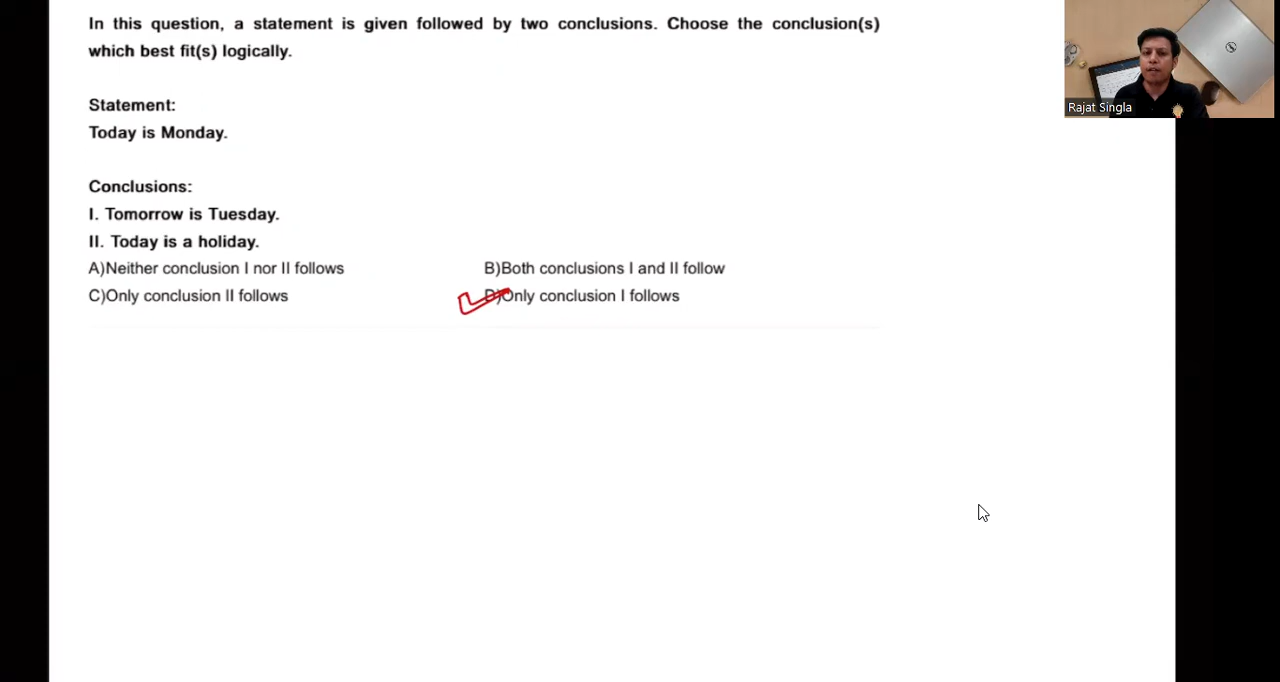 In this question, a statement is given followed by two conclusions. Choose the conclusion(s)
which best fit(s) logically.
Statement:
Today is Monday.
Conclusions:
I. Tomorrow is Tuesday.
II. Today is a holiday.
A)Neither conclusion I nor II follows B)Both conclusions I and II follow
C)Only conclusion II follows D)Only conclusion I follows
Rajat Singla